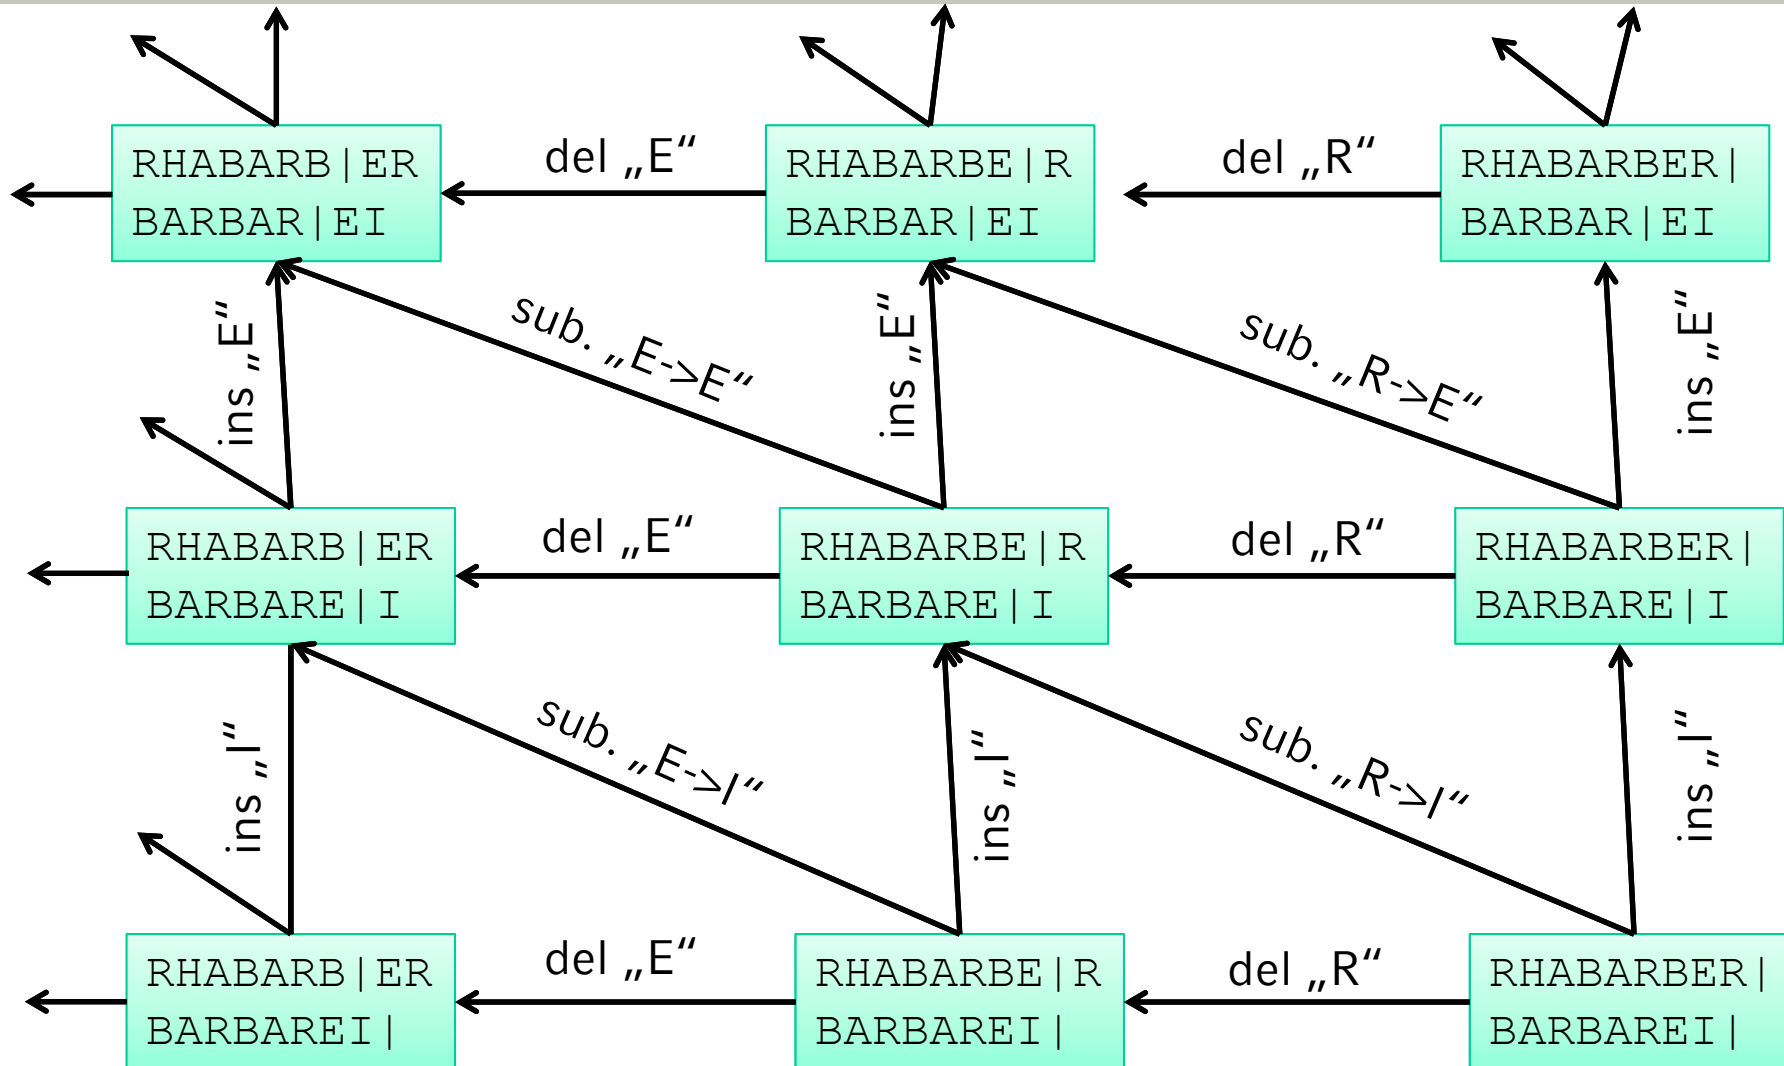 RHABARB|ER
BARBAR|EI
del „E“
RHABARBE|R
BARBAR|EI
del „R“
RHABARBER|
BARBAR|EI
ins „E“
sub. „E->E“
ins „E“
sub. „R->E“
ins „E“
RHABARB|ER
BARBARE|I
del „E“
RHABARBE|R
BARBARE|I
del „R“
RHABARBER|
BARBARE|I
ins „I“
sub. „E->I“
ins „I“
sub. „R->I“
ins „I“
RHABARB|ER
BARBAREI|
del „E“
RHABARBE|R
BARBAREI|
del „R“
RHABARBER|
BARBAREI|